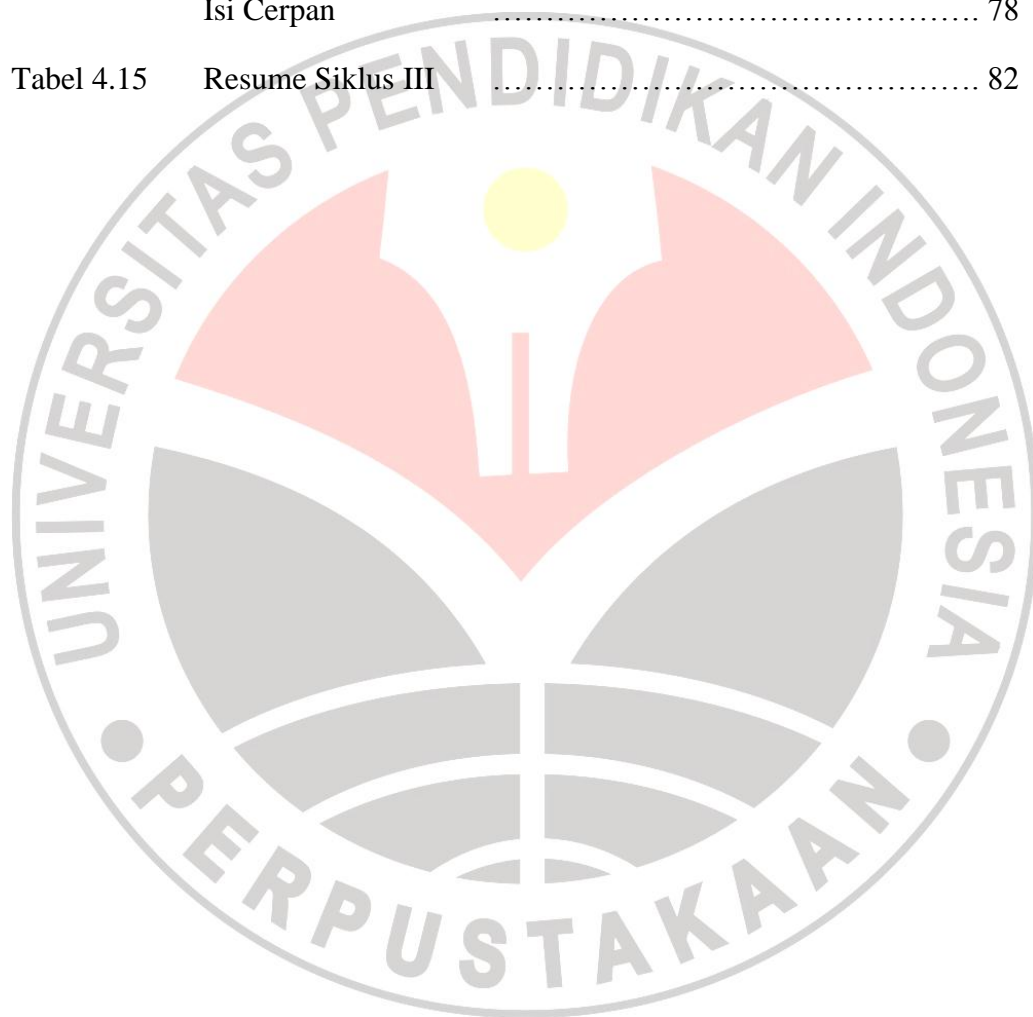 Isi Cerpan ………………………………………. 78
Tabel 4.15 Resume Siklus III ………………………………………. 82
UNIVERSITAS PENDIDIKAN INDONESIA
PERPUSTAKAAN